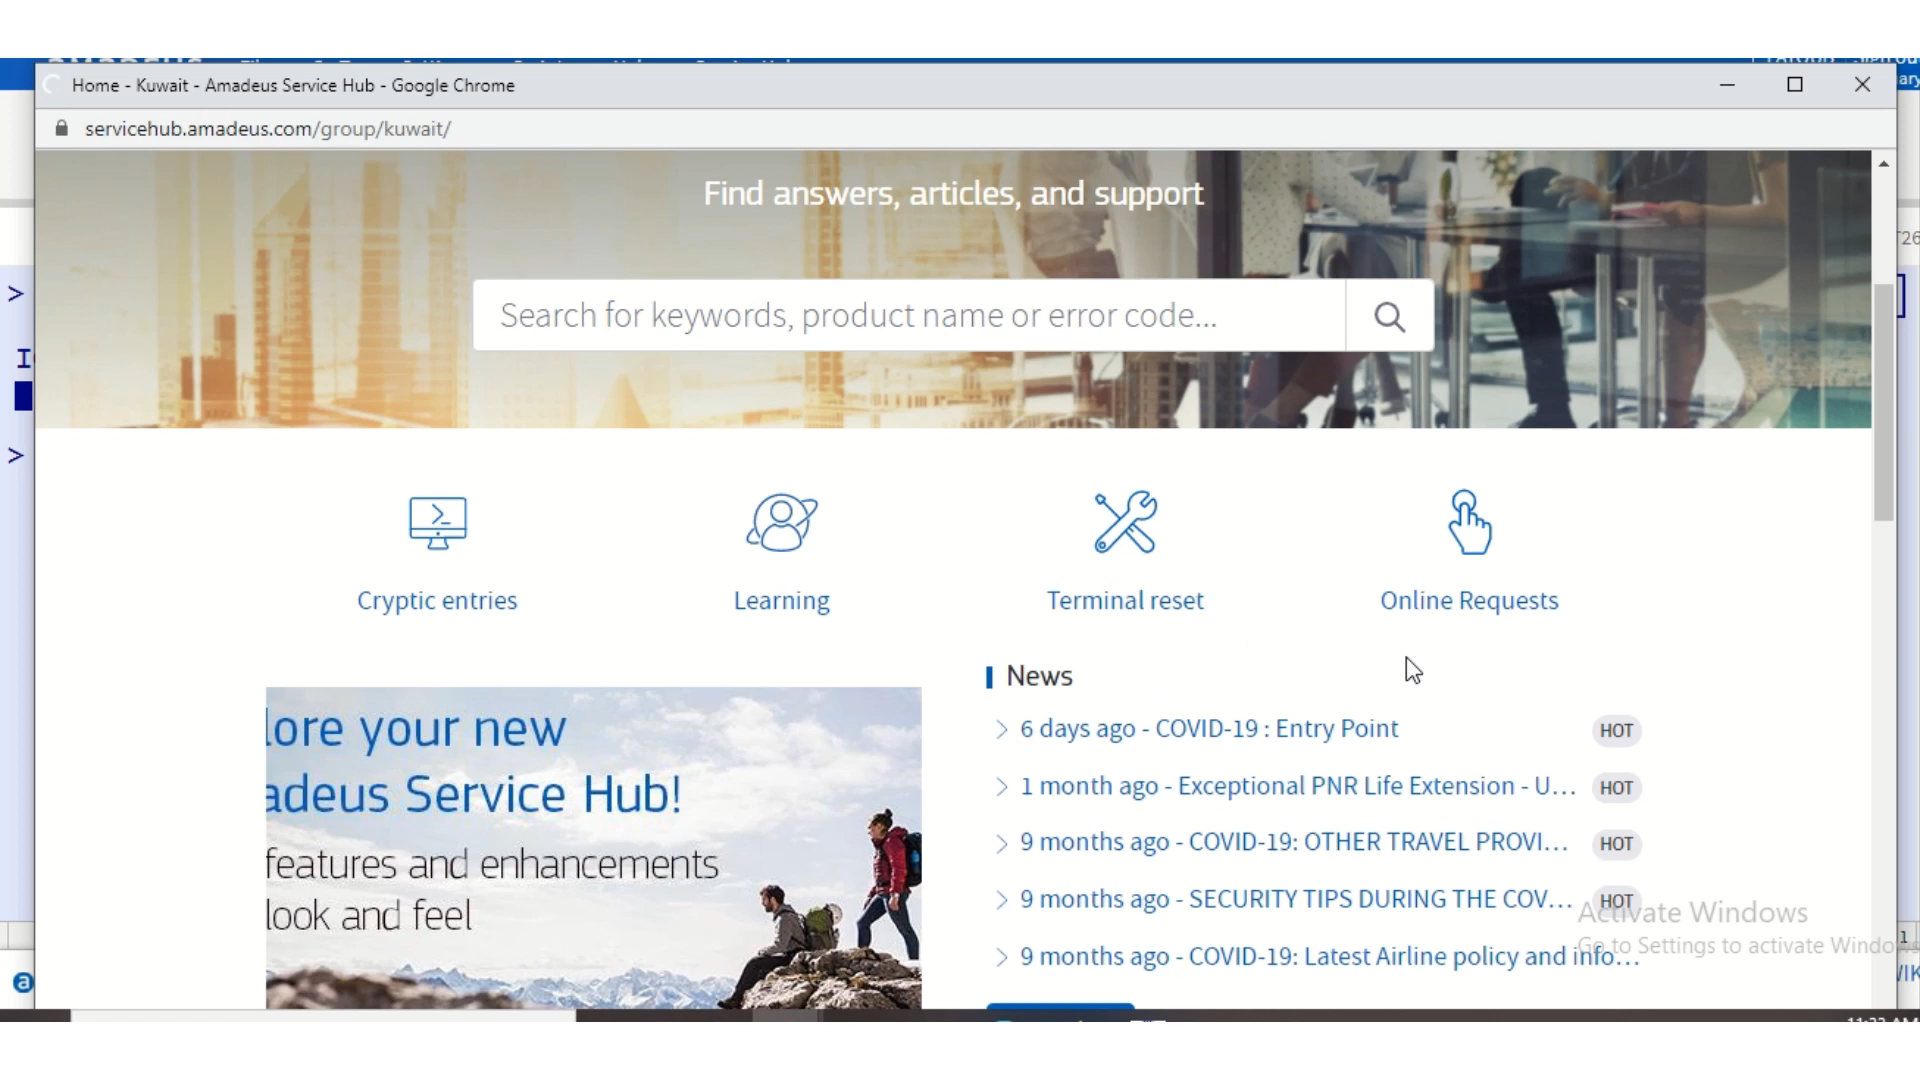 Home - Kuwait - Amadeus Service Hub - Google Chrome
servicehub.amadeus.com/group/kuwait/
Find answers, articles, and support
Search for keywords, product name or error code...
>
>
Cryptic entries
Learning
Terminal reset
Online Requests
lore your new
adeus Service Hub!
features and enhancements
look and feel
News
6 days ago - COVID-19 : Entry Point HOT
1 month ago - Exceptional PNR Life Extension - U... HOT
9 months ago - COVID-19: OTHER TRAVEL PROVI... HOT
9 months ago - SECURITY TIPS DURING THE COV... HOT
9 months ago - COVID-19: Latest Airline policy and info...
Activate Windows
Go to Settings to activate Windows